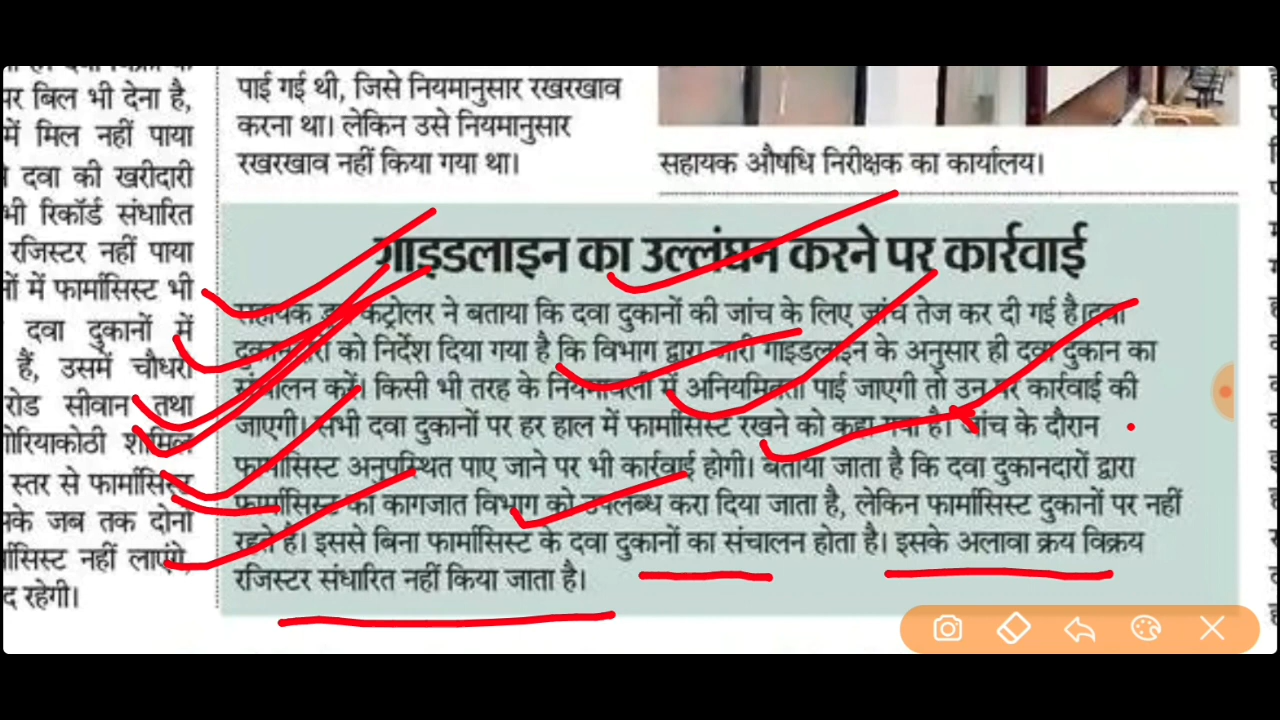 पर बिल भी देना है,
में मिल नहीं पाया
दवा की खरीदारी
भी रिकॉर्ड संधारित
रजिस्टर नहीं पाया
में फार्मासिस्ट भी
दवा दुकानों में
हैं, उसमें चौधरी
रोड सीवान तथा
गोरियाकोठी शामिल
स्तर से फार्मासिस्ट
जब तक दोनों
नहीं लाएंगे,
रहेगी।
पाई गई थी, जिसे नियमानुसार रखरखाव
करना था। लेकिन उसे नियमानुसार
रखरखाव नहीं किया गया था।
सहायक औषधि निरीक्षक का कार्यालय।
गाइडलाइन का उल्लंघन करने पर कार्रवाई
सहायक ड्रग कंट्रोलर ने बताया कि दवा दुकानों की जांच के लिए जांच तेज कर दी गई है।दवा
दुकानदारों को निर्देश दिया गया है कि विभाग द्वारा जारी गाइडलाइन के अनुसार ही दवा दुकान का
संचालन करें। किसी भी तरह के नियमावली में अनियमितता पाई जाएगी तो उन पर कार्रवाई की
जाएगी। सभी दवा दुकानों पर हर हाल में फार्मासिस्ट रखने को कहा गया है। जांच के दौरान
फार्मासिस्ट अनुपस्थित पाए जाने पर भी कार्रवाई होगी। बताया जाता है कि दवा दुकानदारों द्वारा
फार्मासिस्ट का कागजात विभाग को उपलब्ध करा दिया जाता है, लेकिन फार्मासिस्ट दुकानों पर नहीं
रहते है। इससे बिना फार्मासिस्ट के दवा दुकानों का संचालन होता है। इसके अलावा क्रय विक्रय
रजिस्टर संधारित नहीं किया जाता है।